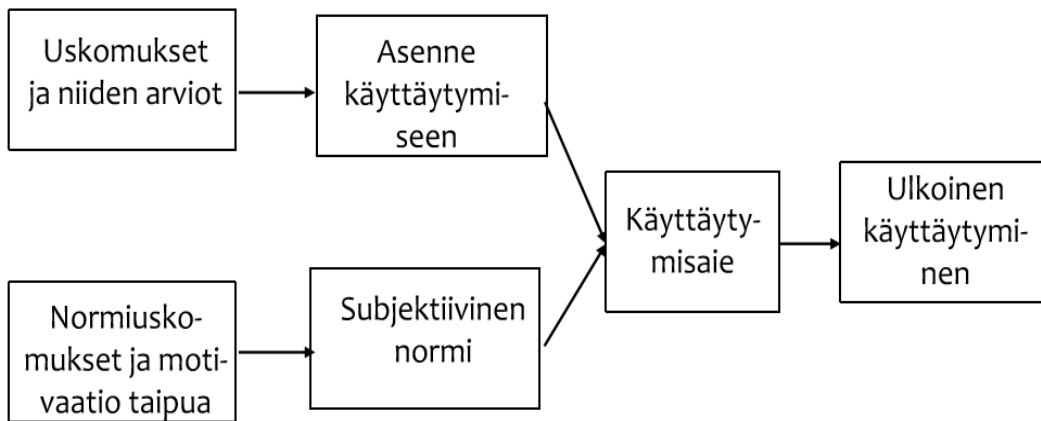 Uskomukset
ja niiden arviot
Asenne
käyttäytymi-
seen
Normiusko-
mukset ja moti-
vaatio taipua
Subjektiivinen
normi
Käyttäyty-
misaie
Ulkoinen
käyttäytymi-
nen